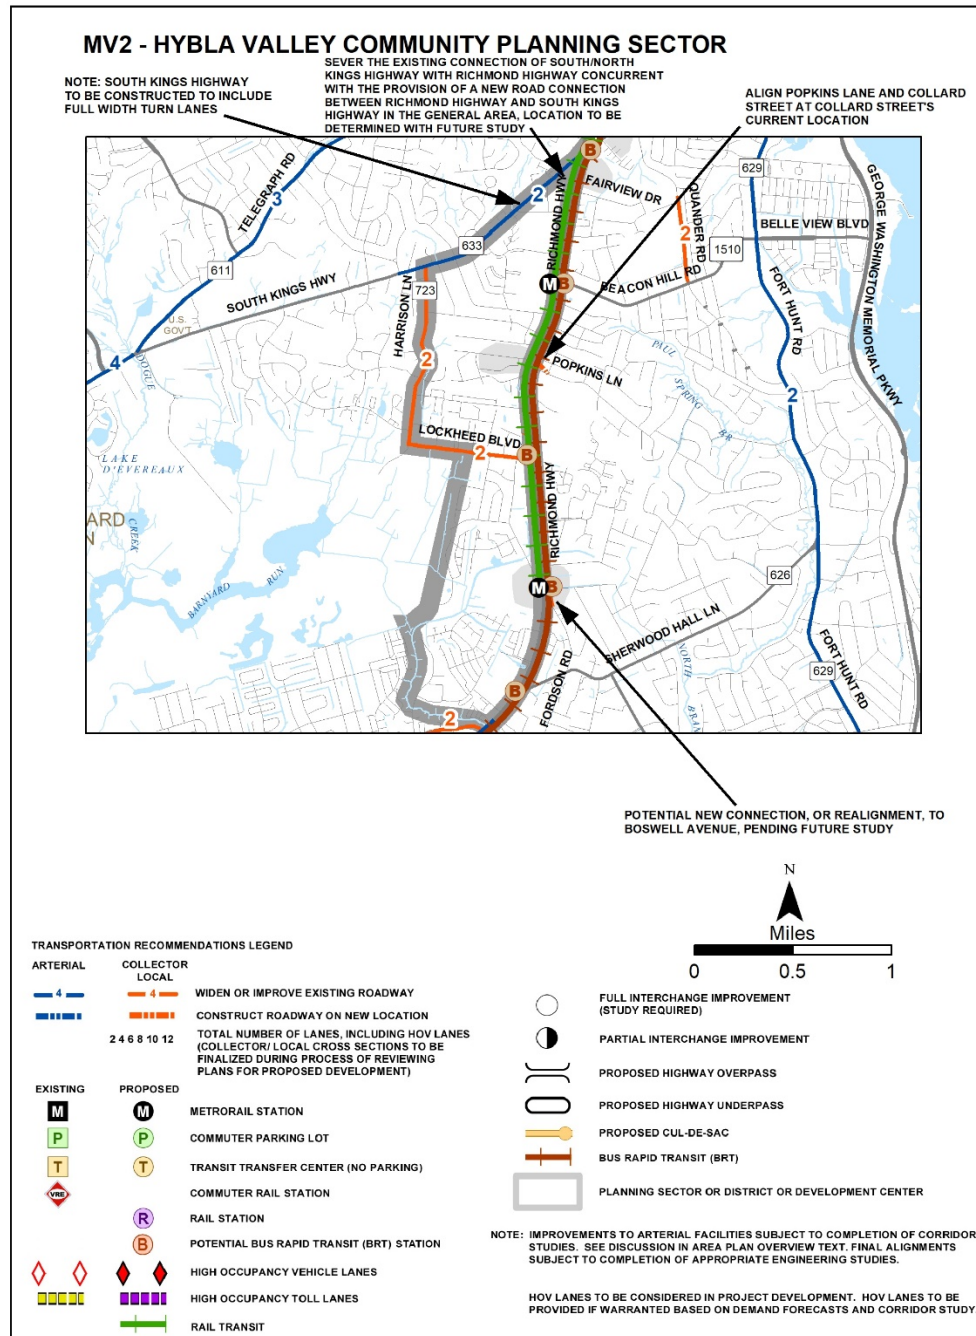 MV2 - HYBLA VALLEY COMMUNITY PLANNING SECTOR
NOTE: SOUTH KINGS HIGHWAY
TO BE CONSTRUCTED TO INCLUDE
FULL WIDTH TURN LANES
SEVER THE EXISTING CONNECTION OF SOUTH/NORTH
KINGS HIGHWAY WITH RICHMOND HIGHWAY CONCURRENT
WITH THE PROVISION OF A NEW ROAD CONNECTION
BETWEEN RICHMOND HIGHWAY AND SOUTH KINGS
HIGHWAY IN THE GENERAL AREA, LOCATION TO BE
DETERMINED WITH FUTURE STUDY
ALIGN POPKINS LANE AND COLLARD
STREET AT COLLARD STREET'S
CURRENT LOCATION
B
TELEGRAPH RD
3
2
RICHMOND HWY
FAIRVIEW DR
QUANDER RD
2
629
BELLE VIEW BLVD
1510
GEORGE WASHINGTON MEMORIAL PKWY
633
611
SOUTH KINGS HWY
HARRISON LN
723
M
B
BEACON HILL RD
FORT HUNT RD
U.S.
GOV'T
4
DOGUE
CREEK
2
POPKINS LN
PAUL
SPRING
BR
2
LOCKHEED BLVD
2
B
LAKE
D'EVEREAUX
RICHMOND HWY
ARD
N
BARNYARD
RUN
M
B
626
SHERWOOD HALL LN
FORDSON RD
NORTH
BRAN
B
2
629
FORT HUNT RD
POTENTIAL NEW CONNECTION, OR REALIGNMENT, TO
BOSWELL AVENUE, PENDING FUTURE STUDY
N
Miles
0 0.5 1
TRANSPORTATION RECOMMENDATIONS LEGEND
ARTERIAL
COLLECTOR
LOCAL
4 4 WIDEN OR IMPROVE EXISTING ROADWAY
CONSTRUCT ROADWAY ON NEW LOCATION
2 4 6 8 10 12 TOTAL NUMBER OF LANES, INCLUDING HOV LANES
(COLLECTOR/ LOCAL CROSS SECTIONS TO BE
FINALIZED DURING PROCESS OF REVIEWING
PLANS FOR PROPOSED DEVELOPMENT)
EXISTING PROPOSED
M M METRORAIL STATION
P P COMMUTER PARKING LOT
T T TRANSIT TRANSFER CENTER (NO PARKING)
VRE COMMUTER RAIL STATION
R RAIL STATION
B POTENTIAL BUS RAPID TRANSIT (BRT) STATION
HIGH OCCUPANCY VEHICLE LANES
HIGH OCCUPANCY TOLL LANES
RAIL TRANSIT
FULL INTERCHANGE IMPROVEMENT
(STUDY REQUIRED)
PARTIAL INTERCHANGE IMPROVEMENT
PROPOSED HIGHWAY OVERPASS
PROPOSED HIGHWAY UNDERPASS
PROPOSED CUL-DE-SAC
BUS RAPID TRANSIT (BRT)
PLANNING SECTOR OR DISTRICT OR DEVELOPMENT CENTER
NOTE: IMPROVEMENTS TO ARTERIAL FACILITIES SUBJECT TO COMPLETION OF CORRIDOR
STUDIES. SEE DISCUSSION IN AREA PLAN OVERVIEW TEXT. FINAL ALIGNMENTS
SUBJECT TO COMPLETION OF APPROPRIATE ENGINEERING STUDIES.
HOV LANES TO BE CONSIDERED IN PROJECT DEVELOPMENT. HOV LANES TO BE
PROVIDED IF WARRANTED BASED ON DEMAND FORECASTS AND CORRIDOR STUDY